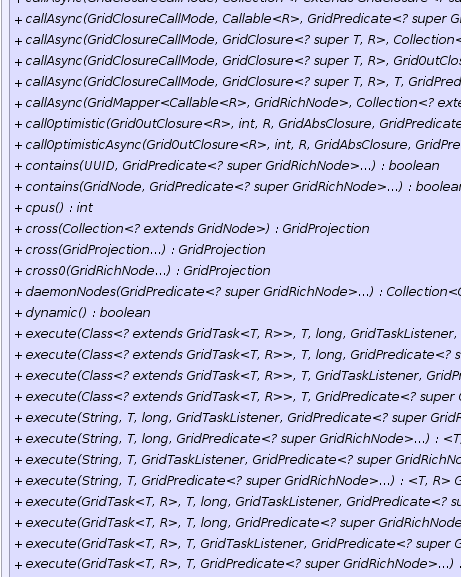 + callAsync(GridClosureCallMode, Collection<? extends GridClosure<? super
+ callAsync(GridClosureCallMode, Callable<R>, GridPredicate<? super G
+ callAsync(GridClosureCallMode, GridClosure<? super T, R>, Collection<
+ callAsync(GridClosureCallMode, GridClosure<? super T, R>, GridOutClos
+ callAsync(GridClosureCallMode, GridClosure<? super T, R>, T, GridPred
+ callAsync(GridMapper<Callable<R>, GridRichNode>, Collection<? exte
+ callOptimistic(GridOutClosure<R>, int, R, GridAbsClosure, GridPredicate
+ callOptimisticAsync(GridOutClosure<R>, int, R, GridAbsClosure, GridPre
+ contains(UUID, GridPredicate<? super GridRichNode>...) : boolean
+ contains(GridNode, GridPredicate<? super GridRichNode>...) : boolea
+ cpus() : int
+ cross(Collection<? extends GridNode>) : GridProjection
+ cross(GridProjection...) : GridProjection
+ cross0(GridRichNode...) : GridProjection
+ daemonNodes(GridPredicate<? super GridRichNode>...) : Collection<G
+ dynamic() : boolean
+ execute(Class<? extends GridTask<T, R>>, T, long, GridTaskListener,
+ execute(Class<? extends GridTask<T, R>>, T, long, GridPredicate<? s
+ execute(Class<? extends GridTask<T, R>>, T, GridTaskListener, GridPr
+ execute(Class<? extends GridTask<T, R>>, T, GridPredicate<? super G
+ execute(String, T, long, GridTaskListener, GridPredicate<? super GridR
+ execute(String, T, long, GridPredicate<? super GridRichNode>...) : <T,
+ execute(String, T, GridTaskListener, GridPredicate<? super GridRichNo
+ execute(String, T, GridPredicate<? super GridRichNode>...) : <T, R> G
+ execute(GridTask<T, R>, T, long, GridTaskListener, GridPredicate<? su
+ execute(GridTask<T, R>, T, long, GridPredicate<? super GridRichNode
+ execute(GridTask<T, R>, T, GridTaskListener, GridPredicate<? super G
+ execute(GridTask<T, R>, T, GridPredicate<? super GridRichNode>...) :